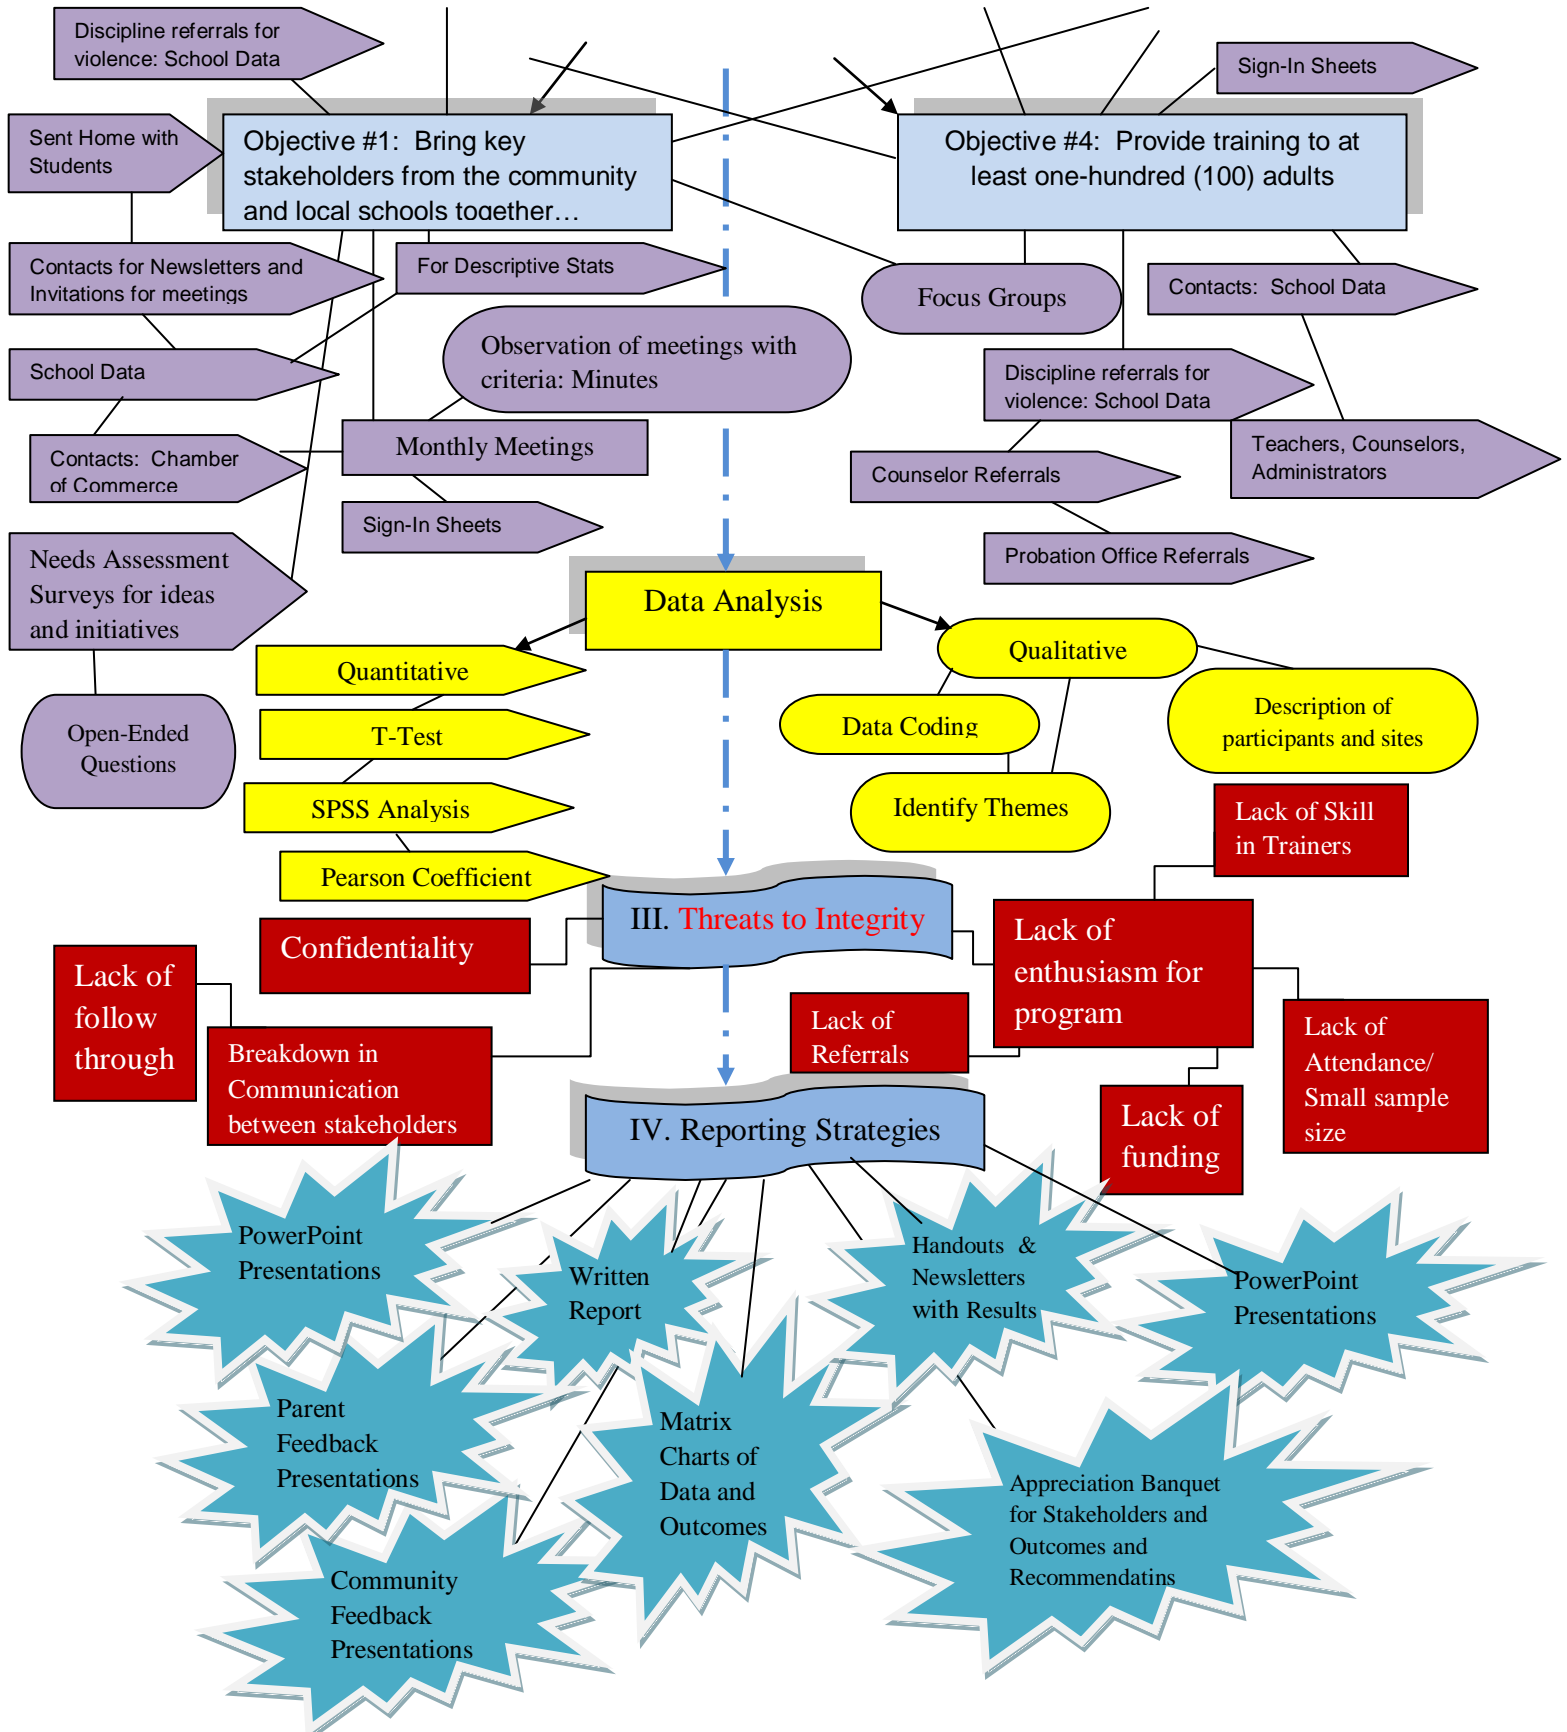 Discipline referrals for
violence: School Data
Sign-In Sheets
Sent Home with
Students
Objective #1:  Bring key
stakeholders from the community
and local schools together…
Objective #4:  Provide training to at
least one-hundred (100) adults
Contacts for Newsletters and
Invitations for meetings
For Descriptive Stats
Focus Groups
Contacts:  School Data
Observation of meetings with
criteria: Minutes
School Data
Discipline referrals for
violence: School Data
Monthly Meetings
Contacts:  Chamber
of Commerce
Teachers, Counselors,
Administrators
Counselor Referrals
Sign-In Sheets
Probation Office Referrals
Needs Assessment
Surveys for ideas
and initiatives
Data Analysis
Quantitative
Qualitative
Open-Ended
Questions
T-Test
Data Coding
Description of
participants and sites
SPSS Analysis
Identify Themes
Lack of Skill
in Trainers
Pearson Coefficient
III. Threats to Integrity
Confidentiality
Lack of
enthusiasm for
program
Lack of
follow
through
Breakdown in
Communication
between stakeholders
Lack of
Referrals
Lack of
Attendance/
Small sample
size
Lack of
funding
IV. Reporting Strategies
PowerPoint
Presentations
Written
Report
Handouts  &
Newsletters
with Results
PowerPoint
Presentations
Parent
Feedback
Presentations
Matrix
Charts of
Data and
Outcomes
Appreciation Banquet
for Stakeholders and
Outcomes and
Recommendatins
Community
Feedback
Presentations